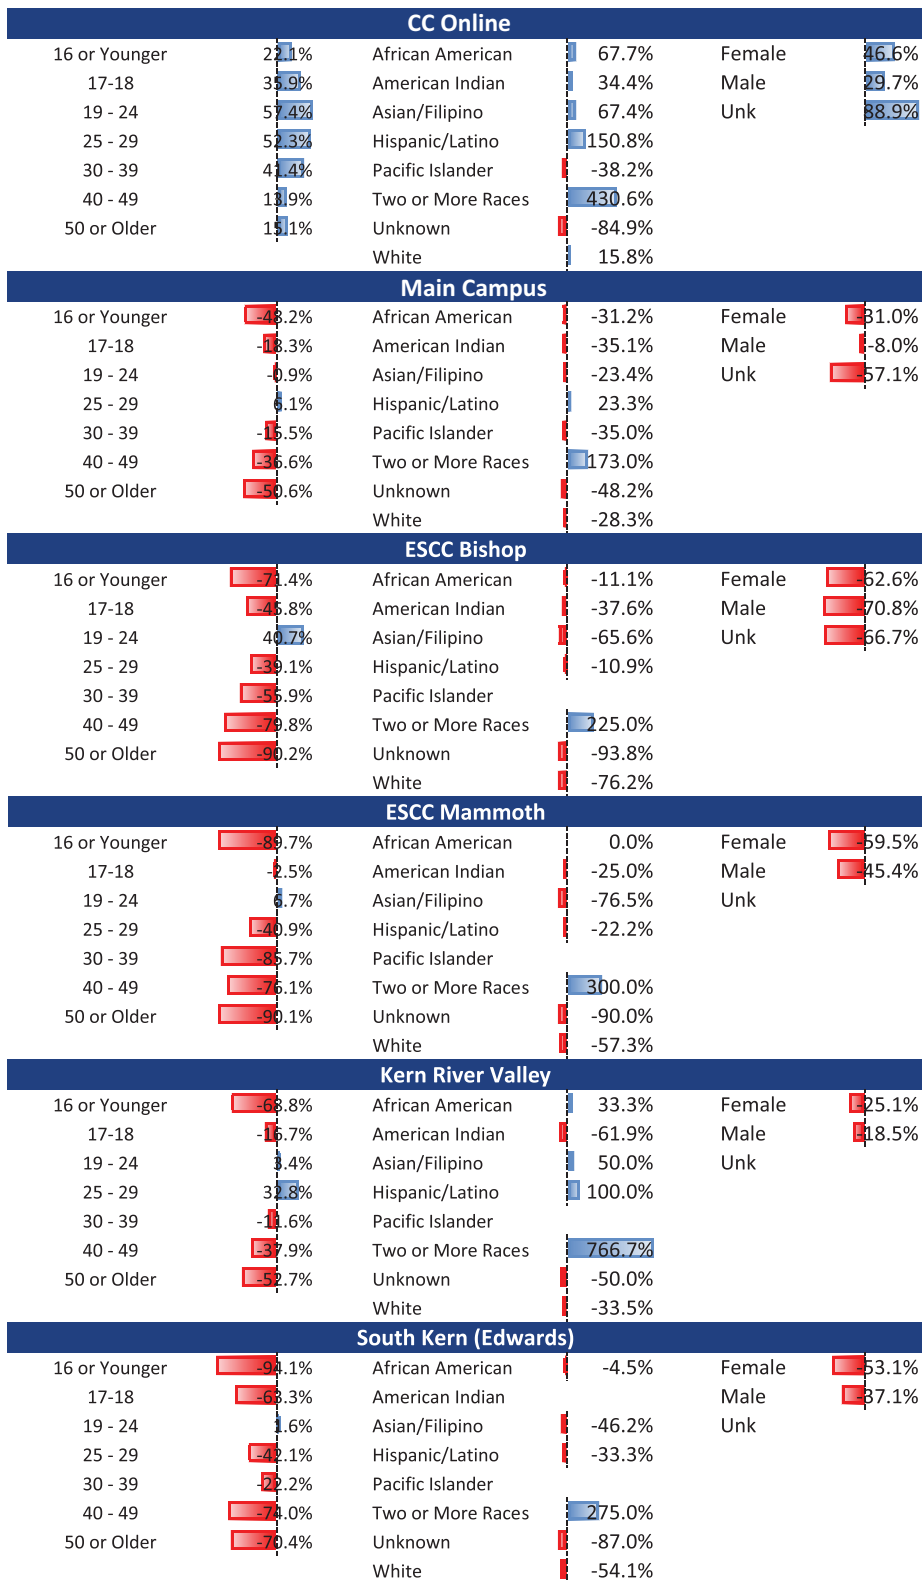 CC Online
16 or Younger 22.1% African American 67.7% Female 46.6%
17-18 35.9% American Indian 34.4% Male 29.7%
19 - 24 57.4% Asian/Filipino 67.4% Unk 88.9%
25 - 29 52.3% Hispanic/Latino 150.8%
30 - 39 41.4% Pacific Islander -38.2%
40 - 49 13.9% Two or More Races 430.6%
50 or Older 15.1% Unknown -84.9%
White 15.8%
Main Campus
16 or Younger -48.2% African American -31.2% Female -31.0%
17-18 -18.3% American Indian -35.1% Male -8.0%
19 - 24 -0.9% Asian/Filipino -23.4% Unk -57.1%
25 - 29 6.1% Hispanic/Latino 23.3%
30 - 39 -15.5% Pacific Islander -35.0%
40 - 49 -36.6% Two or More Races 173.0%
50 or Older -50.6% Unknown -48.2%
White -28.3%
ESCC Bishop
16 or Younger -71.4% African American -11.1% Female -62.6%
17-18 -45.8% American Indian -37.6% Male -70.8%
19 - 24 40.7% Asian/Filipino -65.6% Unk -66.7%
25 - 29 -39.1% Hispanic/Latino -10.9%
30 - 39 -55.9% Pacific Islander
40 - 49 -79.8% Two or More Races 225.0%
50 or Older -90.2% Unknown -93.8%
White -76.2%
ESCC Mammoth
16 or Younger -89.7% African American 0.0% Female -59.5%
17-18 -2.5% American Indian -25.0% Male -45.4%
19 - 24 6.7% Asian/Filipino -76.5% Unk
25 - 29 -40.9% Hispanic/Latino -22.2%
30 - 39 -85.7% Pacific Islander
40 - 49 -76.1% Two or More Races 300.0%
50 or Older -90.1% Unknown -90.0%
White -57.3%
Kern River Valley
16 or Younger -68.8% African American 33.3% Female -25.1%
17-18 -16.7% American Indian -61.9% Male -18.5%
19 - 24 3.4% Asian/Filipino 50.0% Unk
25 - 29 32.8% Hispanic/Latino 100.0%
30 - 39 -11.6% Pacific Islander
40 - 49 -37.9% Two or More Races 766.7%
50 or Older -52.7% Unknown -50.0%
White -33.5%
South Kern (Edwards)
16 or Younger -94.1% African American -4.5% Female -53.1%
17-18 -63.3% American Indian Male -37.1%
19 - 24 1.6% Asian/Filipino -46.2% Unk
25 - 29 -42.1% Hispanic/Latino -33.3%
30 - 39 -22.2% Pacific Islander
40 - 49 -74.0% Two or More Races 275.0%
50 or Older -70.4% Unknown -87.0%
White -54.1%